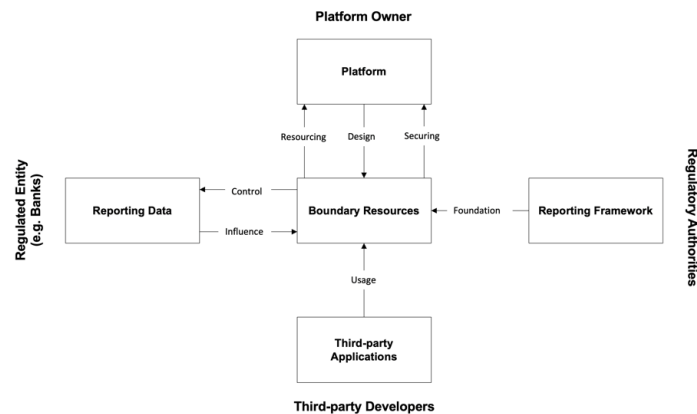 Platform Owner
Platform
Resourcing
Design
Securing
Regulated Entity
(e.g. Banks)
Reporting Data
Control
Influence
Boundary Resources
Foundation
Reporting Framework
Regulatory Authorities
Usage
Third-party
Applications
Third-party Developers